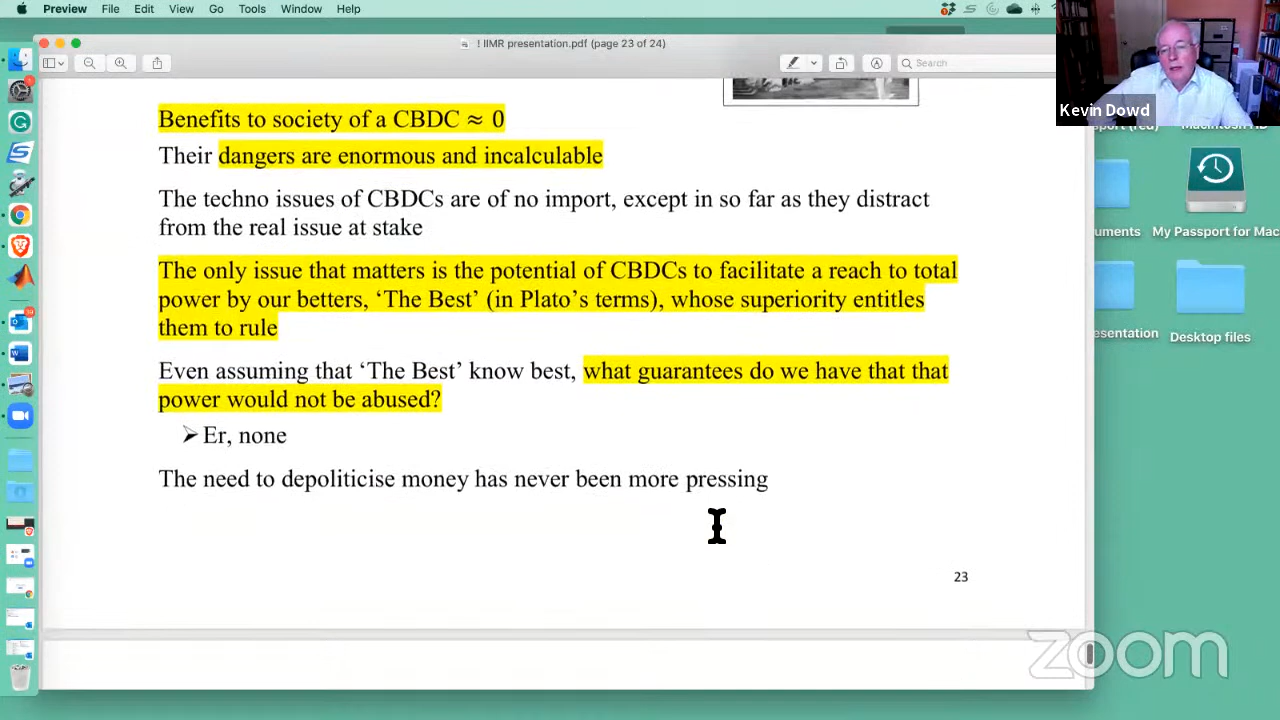 Preview File Edit View Go Tools Window Help
! IIMR presentation.pdf (page 23 of 24)
Search
Kevin Dowd
Benefits to society of a CBDC ≈ 0
Their dangers are enormous and incalculable
The techno issues of CBDCs are of no import, except in so far as they distract
from the real issue at stake
The only issue that matters is the potential of CBDCs to facilitate a reach to total
power by our betters, ‘The Best’ (in Plato’s terms), whose superiority entitles
them to rule
Even assuming that ‘The Best’ know best, what guarantees do we have that that
power would not be abused?
➢ Er, none
The need to depoliticise money has never been more pressing
23
My Passport for Mac
Desktop files
zoom